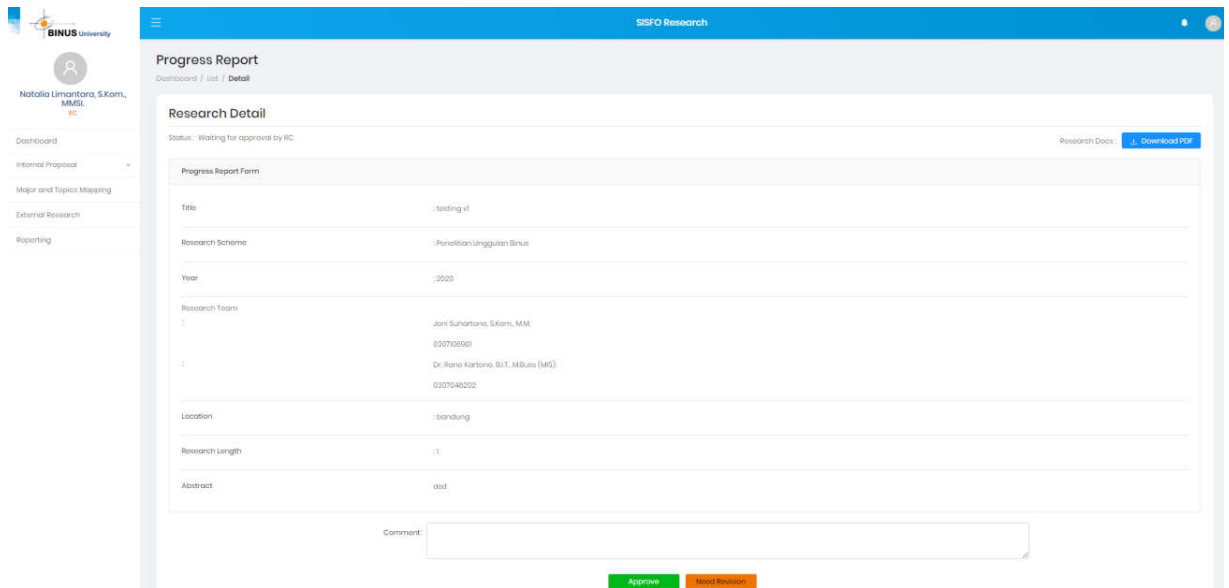 BINUS University
SISFO Research
Natalia Limantara, S.Kom., MMSI.
RC
Dashboard
Internal Proposal
Major and Topics Mapping
External Research
Reporting
Progress Report
Dashboard / List / Detail
Research Detail
Status : Waiting for approval by RC
Research Docs : Download PDF
Progress Report Form
Title : testing v1
Research Scheme : Penelitian Unggulan Binus
Year : 2020
Research Team
: Joni Suhartono, S.Kom., M.M.
0307106901
: Dr. Rano Kartono, B.I.T., M.Buss (MIS).
0307048202
Location : bandung
Research Length : 1
Abstract asd
Comment :
Approve Need Revision